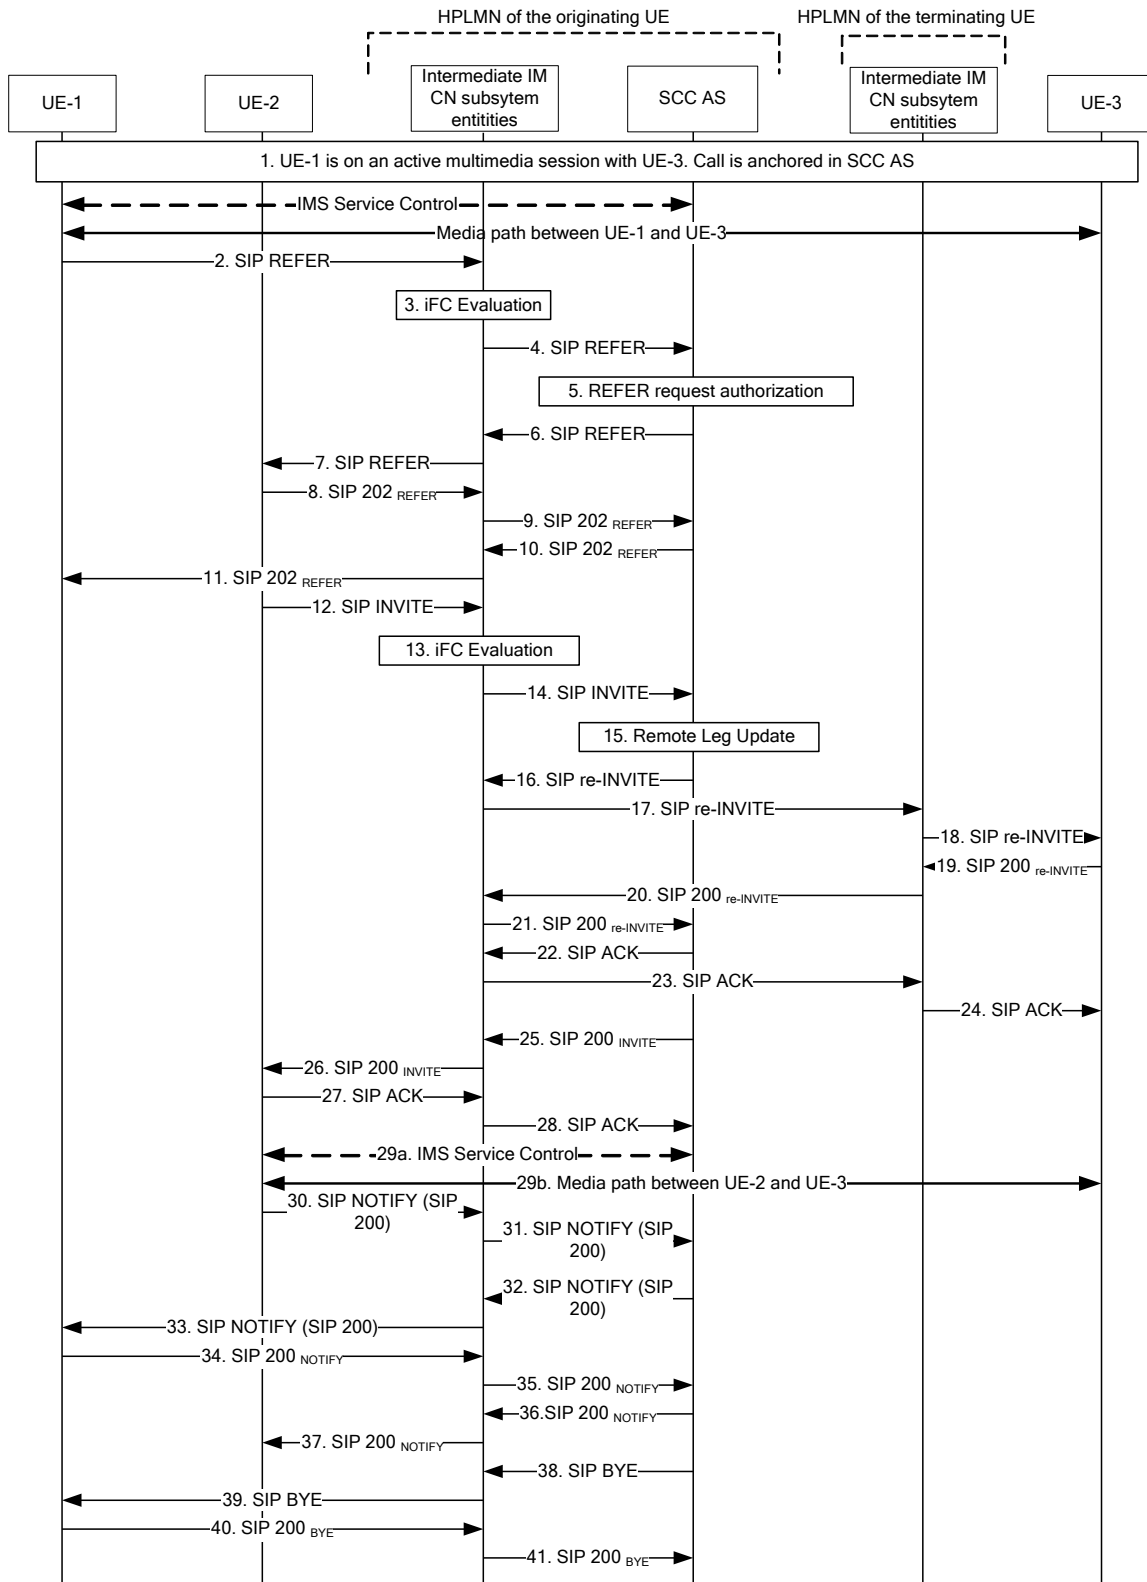 HPLMN of the originating UE
HPLMN of the terminating UE
UE-1
UE-2
Intermediate IM
CN subsytem
entitities
SCC AS
Intermediate IM
CN subsytem
entitities
UE-3
1. UE-1 is on an active multimedia session with UE-3. Call is anchored in SCC AS
IMS Service Control
Media path between UE-1 and UE-3
2. SIP REFER
3. iFC Evaluation
4. SIP REFER
5. REFER request authorization
6. SIP REFER
7. SIP REFER
8. SIP 202 REFER
9. SIP 202 REFER
10. SIP 202 REFER
11. SIP 202 REFER
12. SIP INVITE
13. iFC Evaluation
14. SIP INVITE
15. Remote Leg Update
16. SIP re-INVITE
17. SIP re-INVITE
18. SIP re-INVITE
19. SIP 200 re-INVITE
20. SIP 200 re-INVITE
21. SIP 200 re-INVITE
22. SIP ACK
23. SIP ACK
24. SIP ACK
25. SIP 200 INVITE
26. SIP 200 INVITE
27. SIP ACK
28. SIP ACK
29a. IMS Service Control
29b. Media path between UE-2 and UE-3
30. SIP NOTIFY (SIP
200)
31. SIP NOTIFY (SIP
200)
32. SIP NOTIFY (SIP
200)
33. SIP NOTIFY (SIP 200)
34. SIP 200 NOTIFY
35. SIP 200 NOTIFY
36.SIP 200 NOTIFY
37. SIP 200 NOTIFY
38. SIP BYE
39. SIP BYE
40. SIP 200 BYE
41. SIP 200 BYE